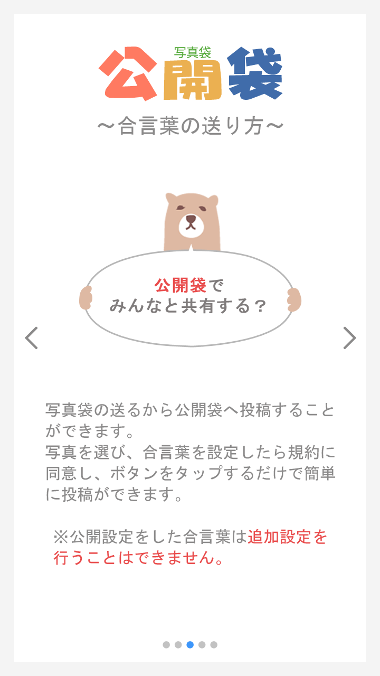 写真袋
公開袋
〜合言葉の送り方〜
公開袋で
みんなと共有する？
写真袋の送るから公開袋へ投稿すること
ができます。
写真を選び、合言葉を設定したら規約に
同意し、ボタンをタップするだけで簡単
に投稿ができます。
※公開設定をした合言葉は追加設定を
行うことはできません。